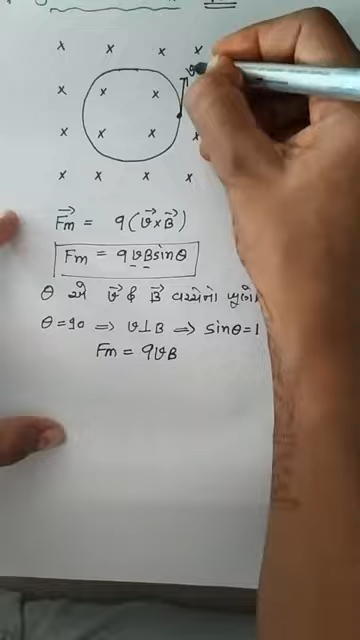 v
Fm = q(v×B)
Fm = qvBsinθ
θ એ v ને B વચ્ચેનો ખૂણો
θ=90 ⇒ v⊥B ⇒ sinθ=1
Fm = qvB